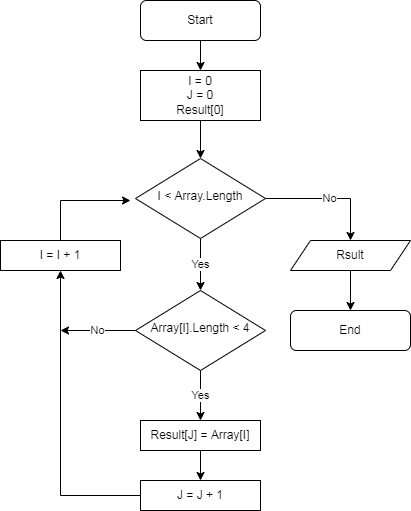 Start
I = 0
J = 0
Result[0]
I < Array.Length
No
I = I + 1
Rsult
Yes
End
Array[I].Length < 4
No
Yes
Result[J] = Array[I]
J = J + 1